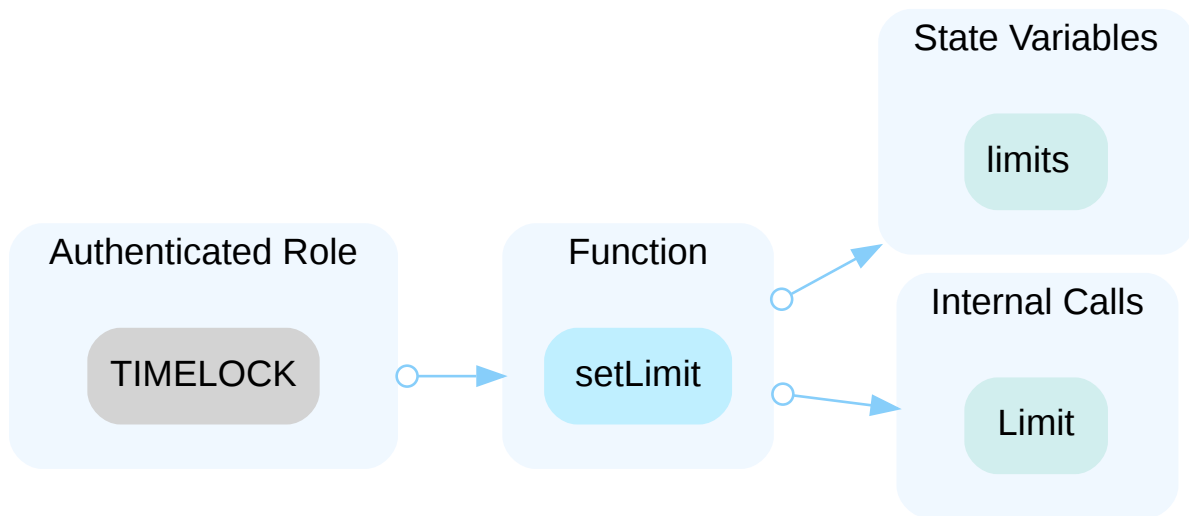 Authenticated Role
TIMELOCK
Function
setLimit
State Variables
limits
Internal Calls
Limit